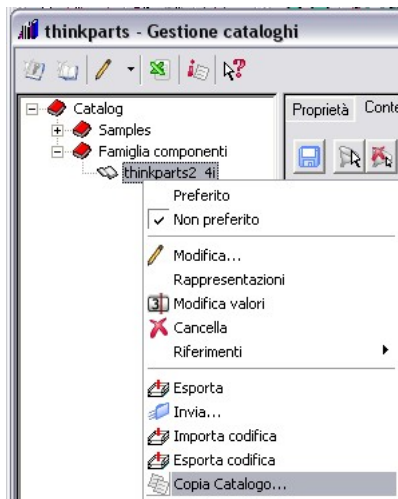 thinkparts - Gestione cataloghi
Catalog
Samples
Famiglia componenti
thinkparts2_4i
Proprietà Conte
Preferito
Non preferito
Modifica...
Rappresentazioni
Modifica valori
Cancella
Riferimenti
Esporta
Invia...
Importa codifica
Esporta codifica
Copia Catalogo...